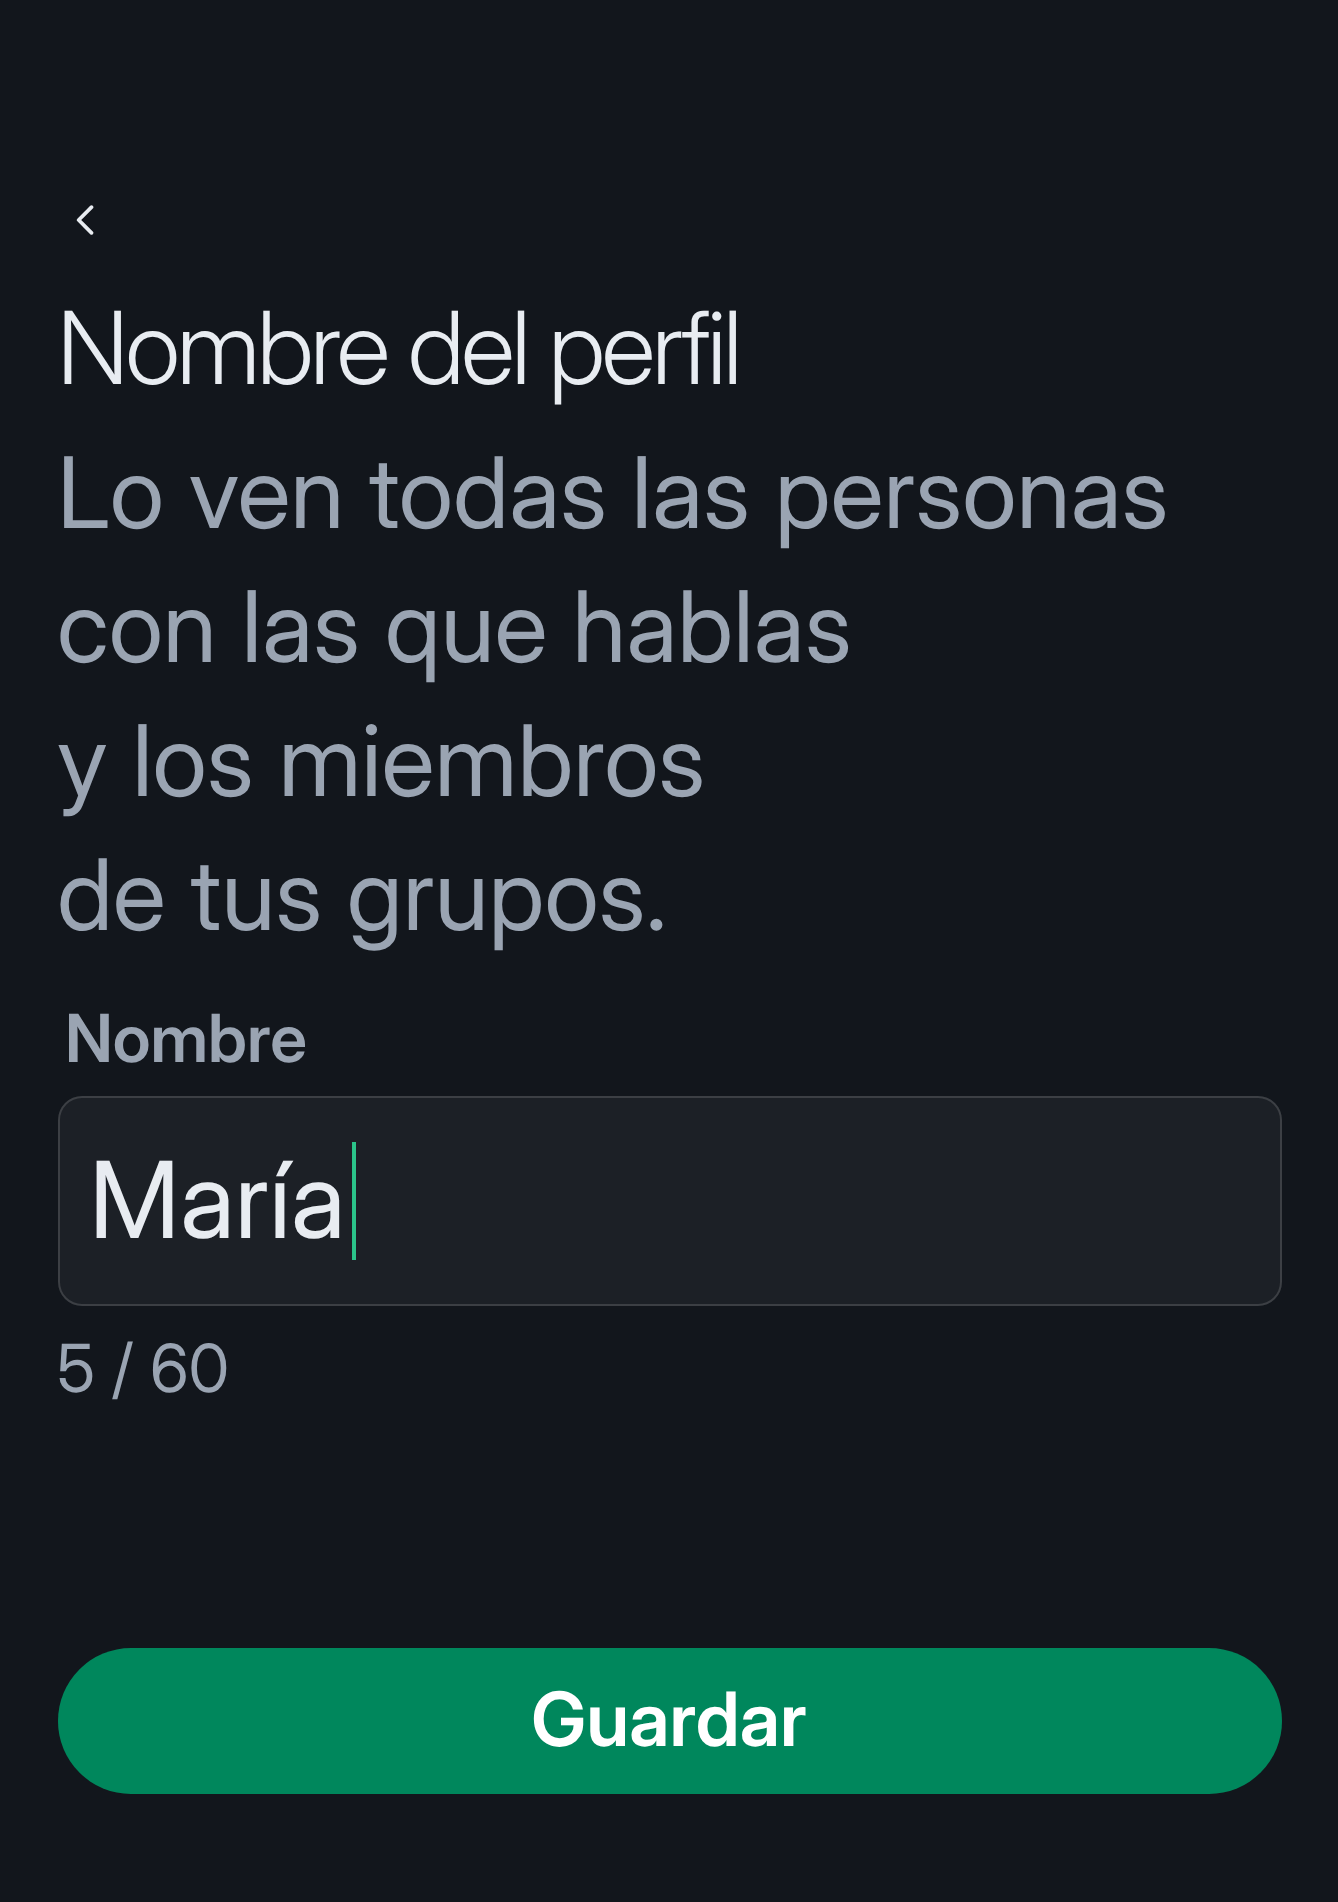 Nombre del perfil
Lo ven todas las personas
con las que hablas
y los miembros
de tus grupos.
Nombre
María
5 / 60
Guardar